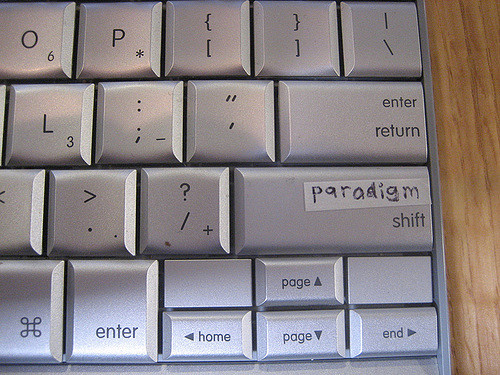 O 6 P * { [ } ] | \
L 3 : ; _ " ' enter
return
< > . . ? / + paradigm
shift
⌘ enter page ▲
◄ home page ▼ end ►